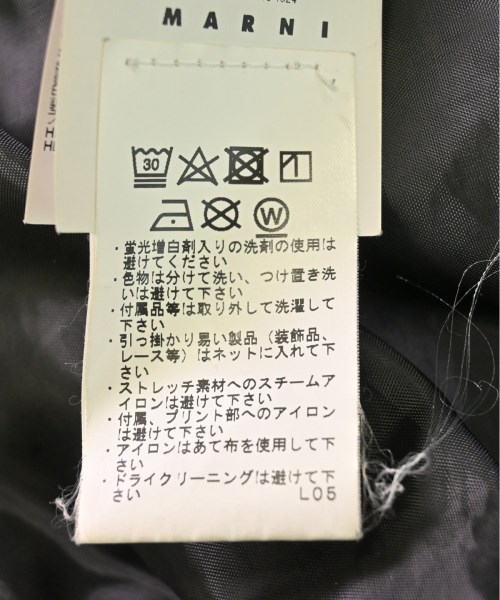 MARNI
30
W
・蛍光増白剤入りの洗剤の使用は
避けてください
・色物は分けて洗い、つけ置き洗
いは避けて下さい
・付属品等は取り外して洗濯して
下さい
・引っ掛かり易い製品（装飾品、
レース等）はネットに入れて下
さい
・ストレッチ素材へのスチームア
イロンは避けて下さい
・付属、プリント部へのアイロン
は避けて下さい
・アイロンはあて布を使用して下
さい
・ドライクリーニングは避けて下
さい
L05